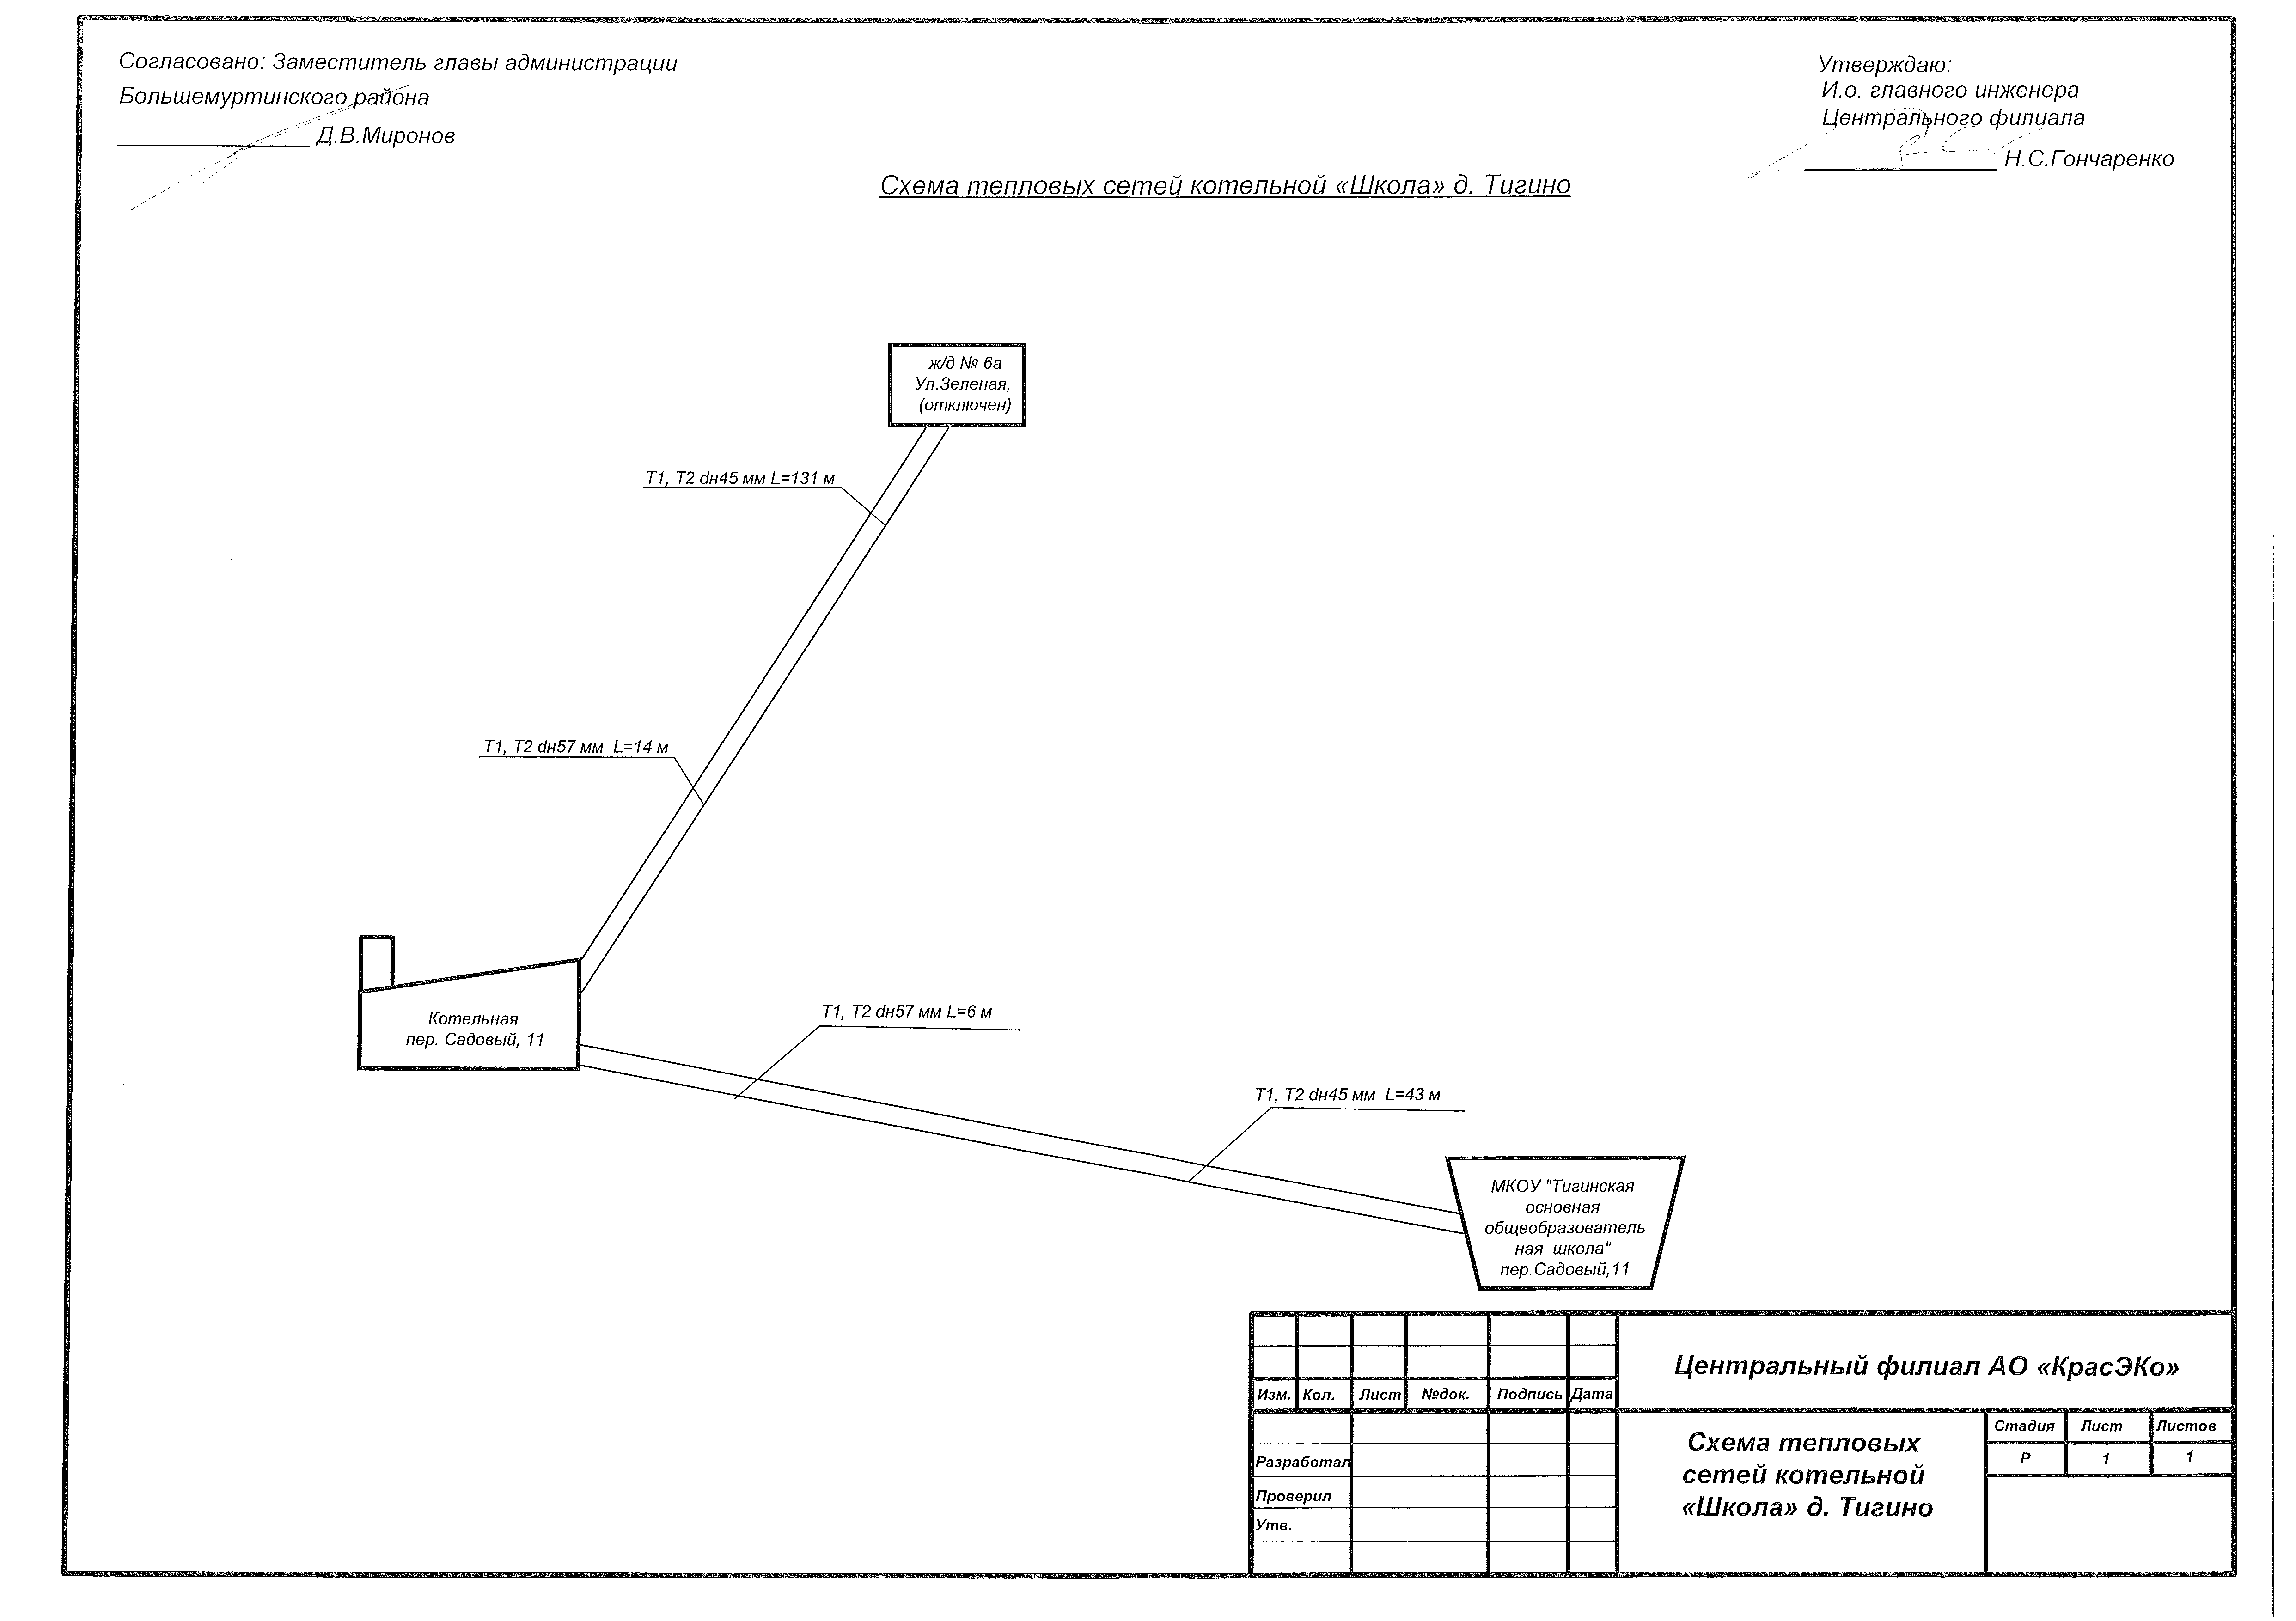 Согласовано: Заместитель главы администрации
Большемуртинского района
Д.В.Миронов
Утверждаю:
И.о. главного инженера
Центрального филиала
Н.С.Гончаренко
Схема тепловых сетей котельной «Школа» д. Тигино
ж/д № 6а
Ул.Зеленая,
(отключен)
Т1, Т2 dн45 мм L=131 м
Т1, Т2 dн57 мм L=14 м
Котельная
пер. Садовый, 11
Т1, Т2 dн57 мм L=6 м
Т1, Т2 dн45 мм L=43 м
МКОУ "Тигинская
основная
общеобразователь
ная школа"
пер.Садовый,11
Изм. Кол. Лист №док. Подпись Дата
Разработал
Проверил
Утв.
Центральный филиал АО «КрасЭКо»
Схема тепловых
сетей котельной
«Школа» д. Тигино
Стадия Лист Листов
Р 1 1